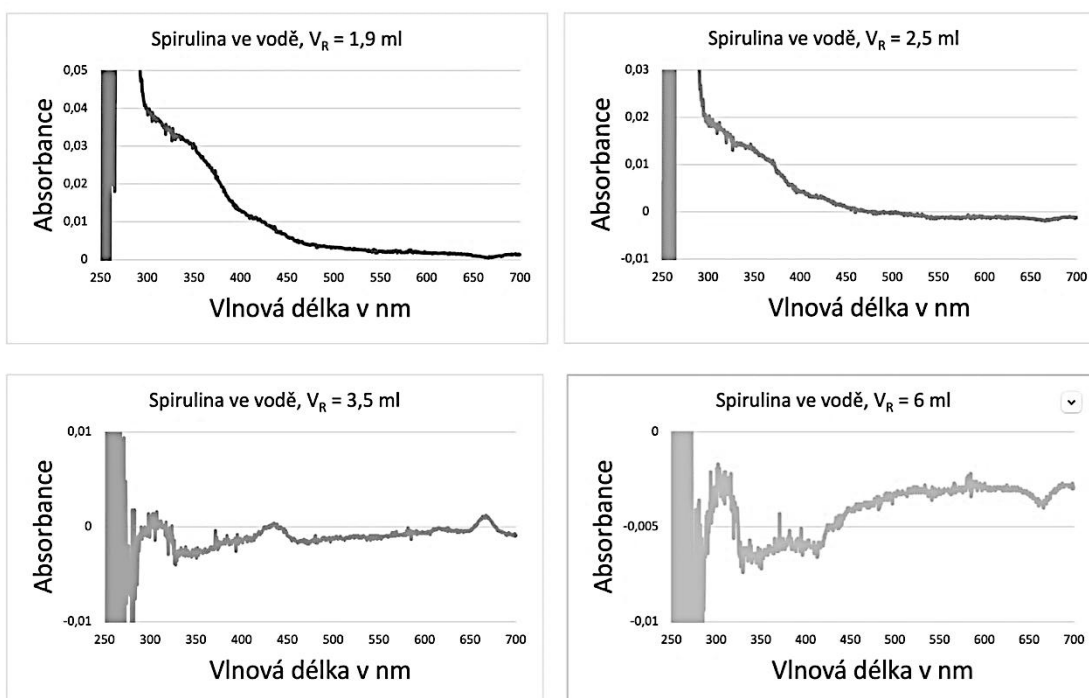 Spirulina ve vodě, V_R = 1,9 ml
0,05
0,04
0,03
0,02
0,01
0
Absorbance
250 300 350 400 450 500 550 600 650 700
Vlnová délka v nm
Spirulina ve vodě, V_R = 2,5 ml
0,03
0,02
0,01
0
-0,01
Absorbance
250 300 350 400 450 500 550 600 650 700
Vlnová délka v nm
Spirulina ve vodě, V_R = 3,5 ml
0,01
0
-0,01
Absorbance
250 300 350 400 450 500 550 600 650 700
Vlnová délka v nm
Spirulina ve vodě, V_R = 6 ml
0
-0,005
-0,01
Absorbance
250 300 350 400 450 500 550 600 650 700
Vlnová délka v nm